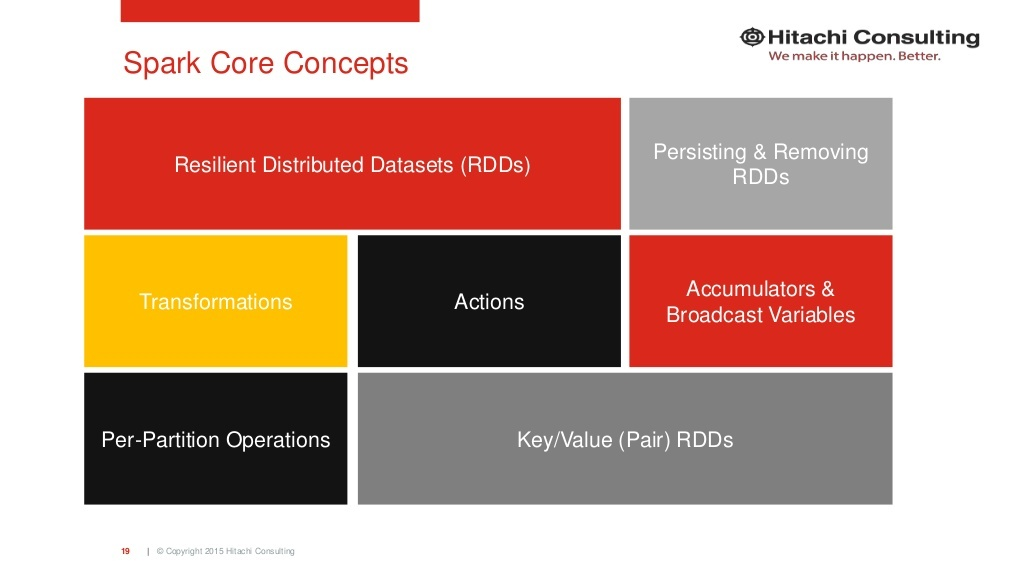 Hitachi Consulting
We make it happen. Better.
Spark Core Concepts
Resilient Distributed Datasets (RDDs)
Persisting & Removing
RDDs
Transformations
Actions
Accumulators &
Broadcast Variables
Per-Partition Operations
Key/Value (Pair) RDDs
19 | © Copyright 2015 Hitachi Consulting